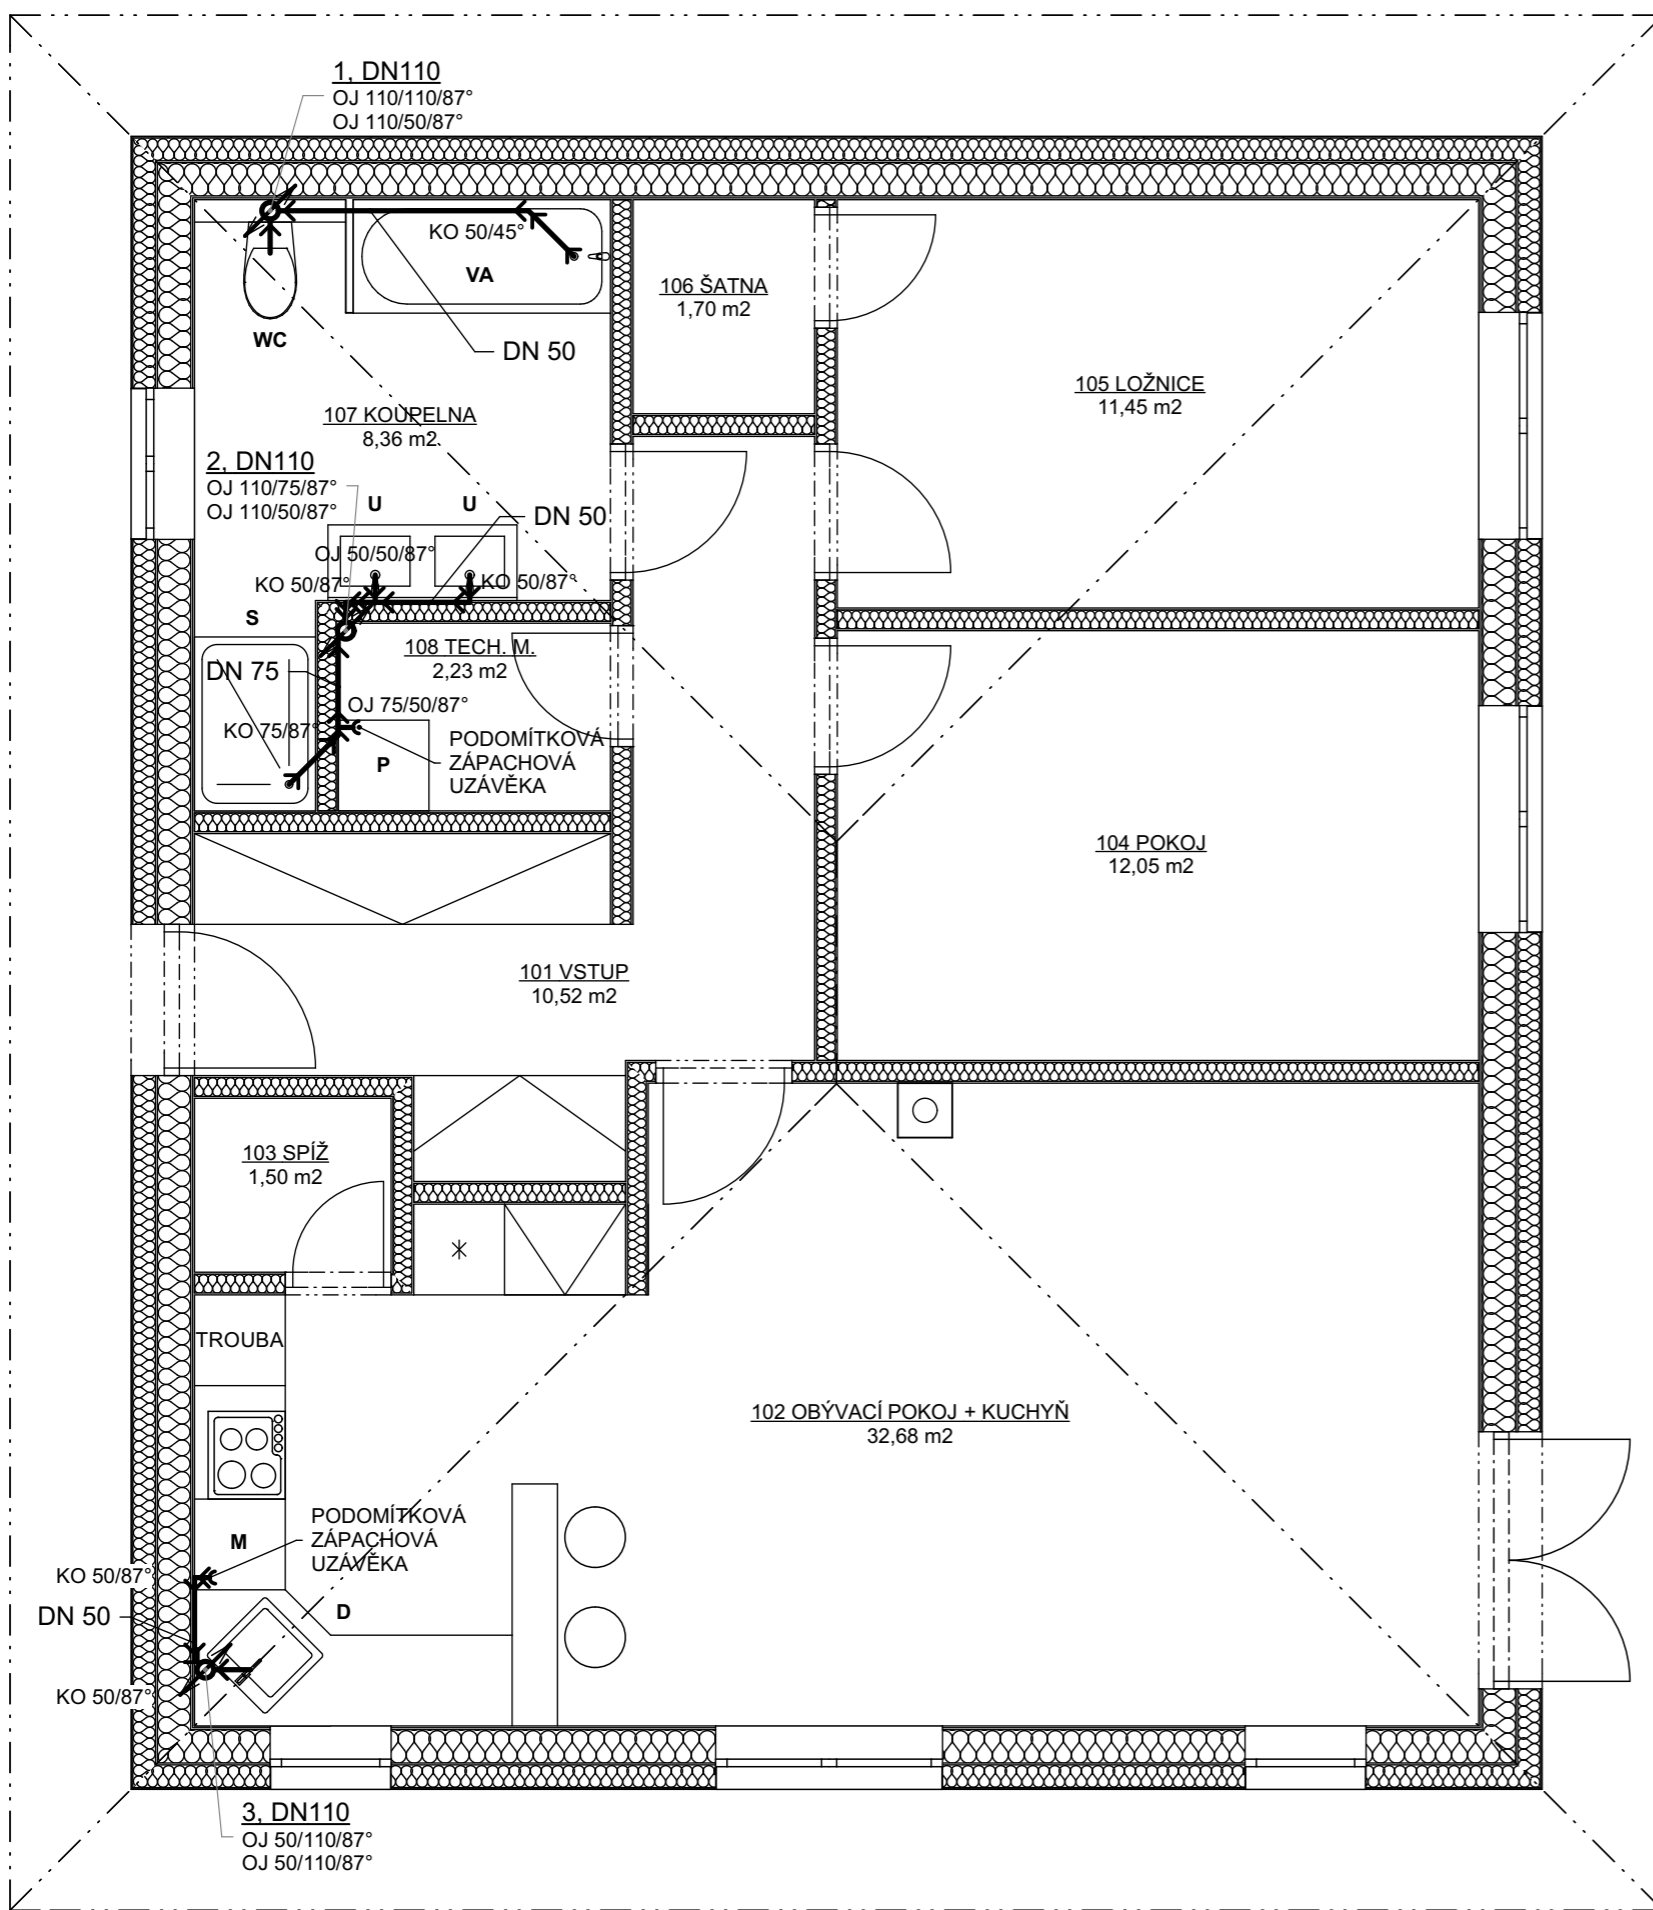 1, DN110
OJ 110/110/87°
OJ 110/50/87°
KO 50/45°
VA
WC
DN 50
106 ŠATNA
1,70 m2
105 LOŽNICE
11,45 m2
107 KOUPELNA
8,36 m2
2, DN110
OJ 110/75/87°
OJ 110/50/87°
U
U
DN 50
OJ 50/50/87°
KO 50/87°
KO 50/87°
S
108 TECH. M.
2,23 m2
DN 75
OJ 75/50/87°
KO 75/87°
P
PODOMÍTKOVÁ
ZÁPACHOVÁ
UZÁVĚKA
104 POKOJ
12,05 m2
101 VSTUP
10,52 m2
103 SPÍŽ
1,50 m2
TROUBA
102 OBÝVACÍ POKOJ + KUCHYŇ
32,68 m2
PODOMÍTKOVÁ
ZÁPACHOVÁ
UZÁVĚKA
M
KO 50/87°
DN 50
D
KO 50/87°
3, DN110
OJ 50/110/87°
OJ 50/110/87°